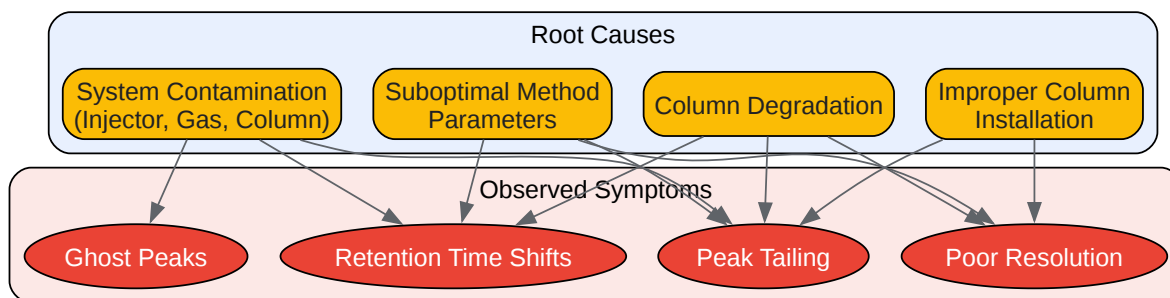 Root Causes
System Contamination
(Injector, Gas, Column)
Suboptimal Method
Parameters
Column Degradation
Improper Column
Installation
Observed Symptoms
Ghost Peaks
Retention Time Shifts
Peak Tailing
Poor Resolution